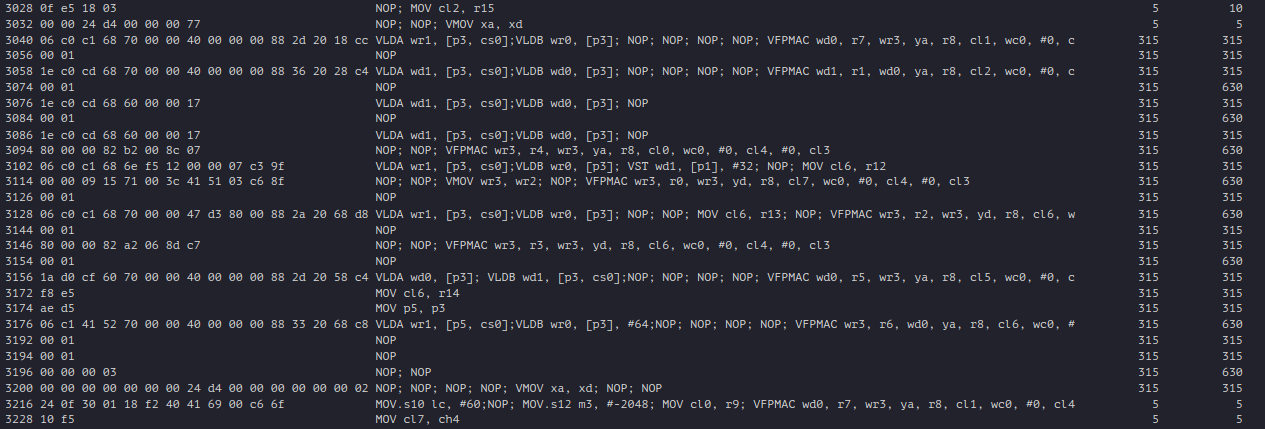 3028 0f e5 18 03 NOP; MOV cl2, r15 5 10
3032 00 00 24 d4 00 00 00 77 NOP; NOP; VMOV xa, xd 5 5
3040 06 c0 c1 68 70 00 00 40 00 00 00 88 2d 20 18 cc VLDA wr1, [p3, cs0];VLDB wr0, [p3]; NOP; NOP; NOP; NOP; VFPMAC wd0, r7, wr3, ya, r8, cl1, wc0, #0, c 315 315
3056 00 01 NOP 315 315
3058 1e c0 cd 68 70 00 00 40 00 00 00 88 36 20 28 c4 VLDA wd1, [p3, cs0];VLDB wd0, [p3]; NOP; NOP; NOP; NOP; VFPMAC wd1, r1, wd0, ya, r8, cl2, wc0, #0, c 315 315
3074 00 01 NOP 315 630
3076 1e c0 cd 68 60 00 00 17 VLDA wd1, [p3, cs0];VLDB wd0, [p3]; NOP 315 315
3084 00 01 NOP 315 630
3086 1e c0 cd 68 60 00 00 17 VLDA wd1, [p3, cs0];VLDB wd0, [p3]; NOP 315 315
3094 80 00 00 82 b2 00 8c 07 NOP; NOP; VFPMAC wr3, r4, wr3, ya, r8, cl0, wc0, #0, cl4, #0, cl3 315 630
3102 06 c0 c1 68 6e f5 12 00 00 07 c3 9f VLDA wr1, [p3, cs0];VLDB wr0, [p3]; VST wd1, [p1], #32; NOP; MOV cl6, r12 315 315
3114 00 00 09 15 71 00 3c 41 51 03 c6 8f NOP; NOP; VMOV wr3, wr2; NOP; VFPMAC wr3, r0, wr3, yd, r8, cl7, wc0, #0, cl4, #0, cl3 315 630
3126 00 01 NOP 315 315
3128 06 c0 c1 68 70 00 00 47 d3 80 00 88 2a 20 68 d8 VLDA wr1, [p3, cs0];VLDB wr0, [p3]; NOP; NOP; MOV cl6, r13; NOP; VFPMAC wr3, r2, wr3, yd, r8, cl6, w 315 630
3144 00 01 NOP 315 315
3146 80 00 00 82 a2 06 8d c7 NOP; NOP; VFPMAC wr3, r3, wr3, yd, r8, cl6, wc0, #0, cl4, #0, cl3 315 315
3154 00 01 NOP 315 630
3156 1a d0 cf 60 70 00 00 40 00 00 00 88 2d 20 58 c4 VLDA wd0, [p3]; VLDB wd1, [p3, cs0];NOP; NOP; NOP; NOP; VFPMAC wd0, r5, wr3, ya, r8, cl5, wc0, #0, c 315 315
3172 f8 e5 MOV cl6, r14 315 315
3174 ae d5 MOV p5, p3 315 315
3176 06 c1 41 52 70 00 00 40 00 00 00 88 33 20 68 c8 VLDA wr1, [p5, cs0];VLDB wr0, [p3], #64;NOP; NOP; NOP; NOP; VFPMAC wr3, r6, wd0, ya, r8, cl6, wc0, # 315 630
3192 00 01 NOP 315 315
3194 00 01 NOP 315 315
3196 00 00 00 03 NOP; NOP 315 630
3200 00 00 00 00 00 00 00 24 d4 00 00 00 00 00 00 02 NOP; NOP; NOP; NOP; VMOV xa, xd; NOP; NOP 315 315
3216 24 0f 30 01 18 f2 40 41 69 00 c6 6f MOV.s10 lc, #60;NOP; MOV.s12 m3, #-2048; MOV cl0, r9; VFPMAC wd0, r7, wr3, ya, r8, cl1, wc0, #0, cl4 5 5
3228 10 f5 MOV cl7, ch4 5 5